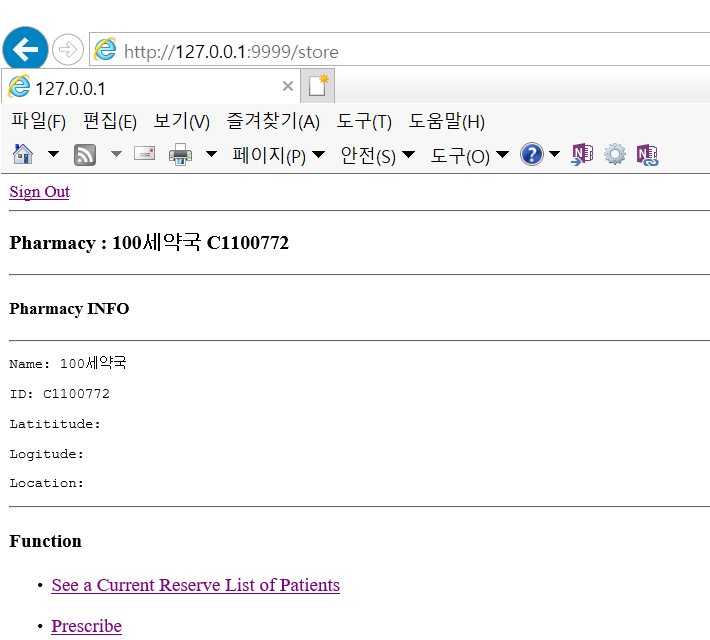 http://127.0.0.1:9999/store
127.0.0.1
파일(F) 편집(E) 보기(V) 즐겨찾기(A) 도구(T) 도움말(H)
페이지(P) 안전(S) 도구(O)
Sign Out
Pharmacy : 100세약국 C1100772
Pharmacy INFO
Name: 100세약국
ID: C1100772
Latititude:
Logitude:
Location:
Function
• See a Current Reserve List of Patients
• Prescribe